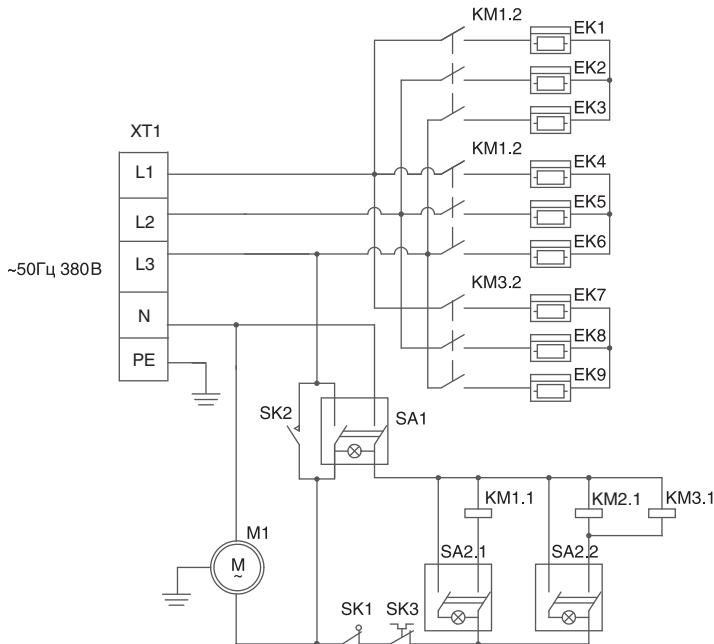 KM1.2
EK1
EK2
EK3
XT1
KM1.2
L1
EK4
L2
EK5
L3
EK6
~50Гц 380В
KM3.2
EK7
N
EK8
PE
EK9
SK2
SA1
KM1.1
KM2.1
KM3.1
M1
SA2.1
SA2.2
M
~
SK1
SK3